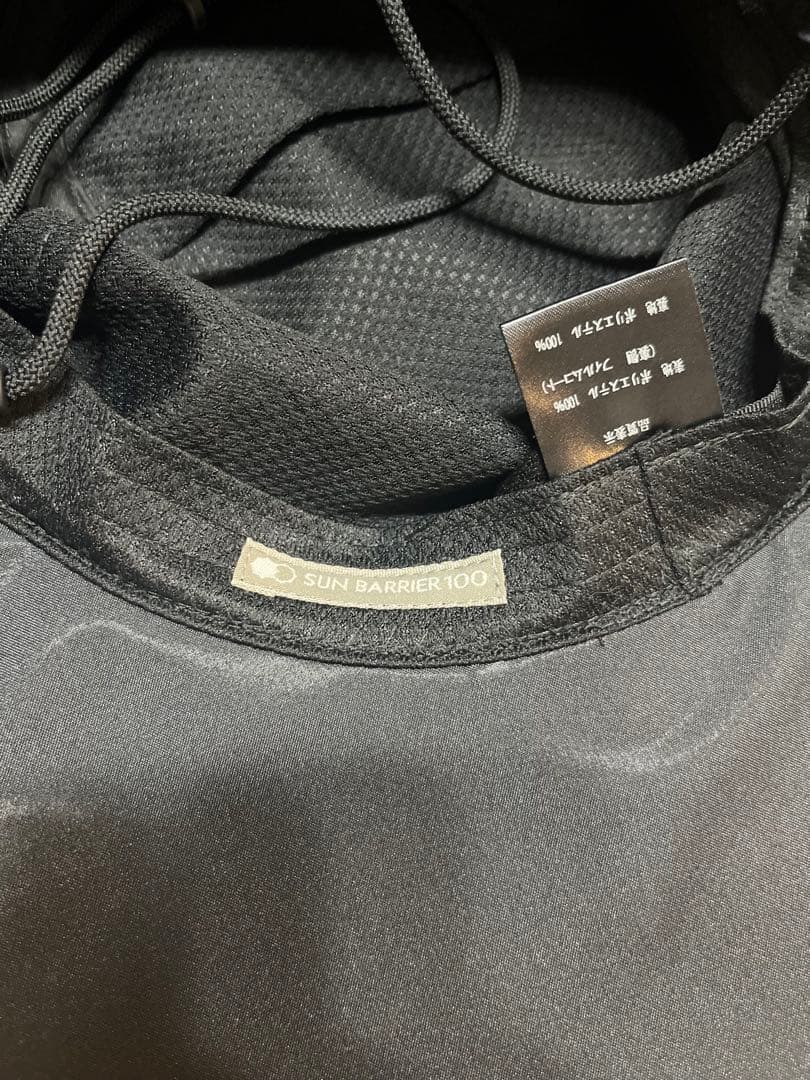 SUN BARRIER 100
品質表示
表地 ポリエステル 100%
(裏側 フィルムコート)
裏地 ポリエステル 100%